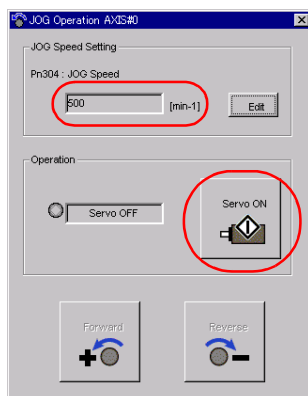 JOG Operation AXIS#0
JOG Speed Setting
Pn304 : JOG Speed
500
[min-1]
Edit
Operation
Servo OFF
Servo ON
Forward
Reverse